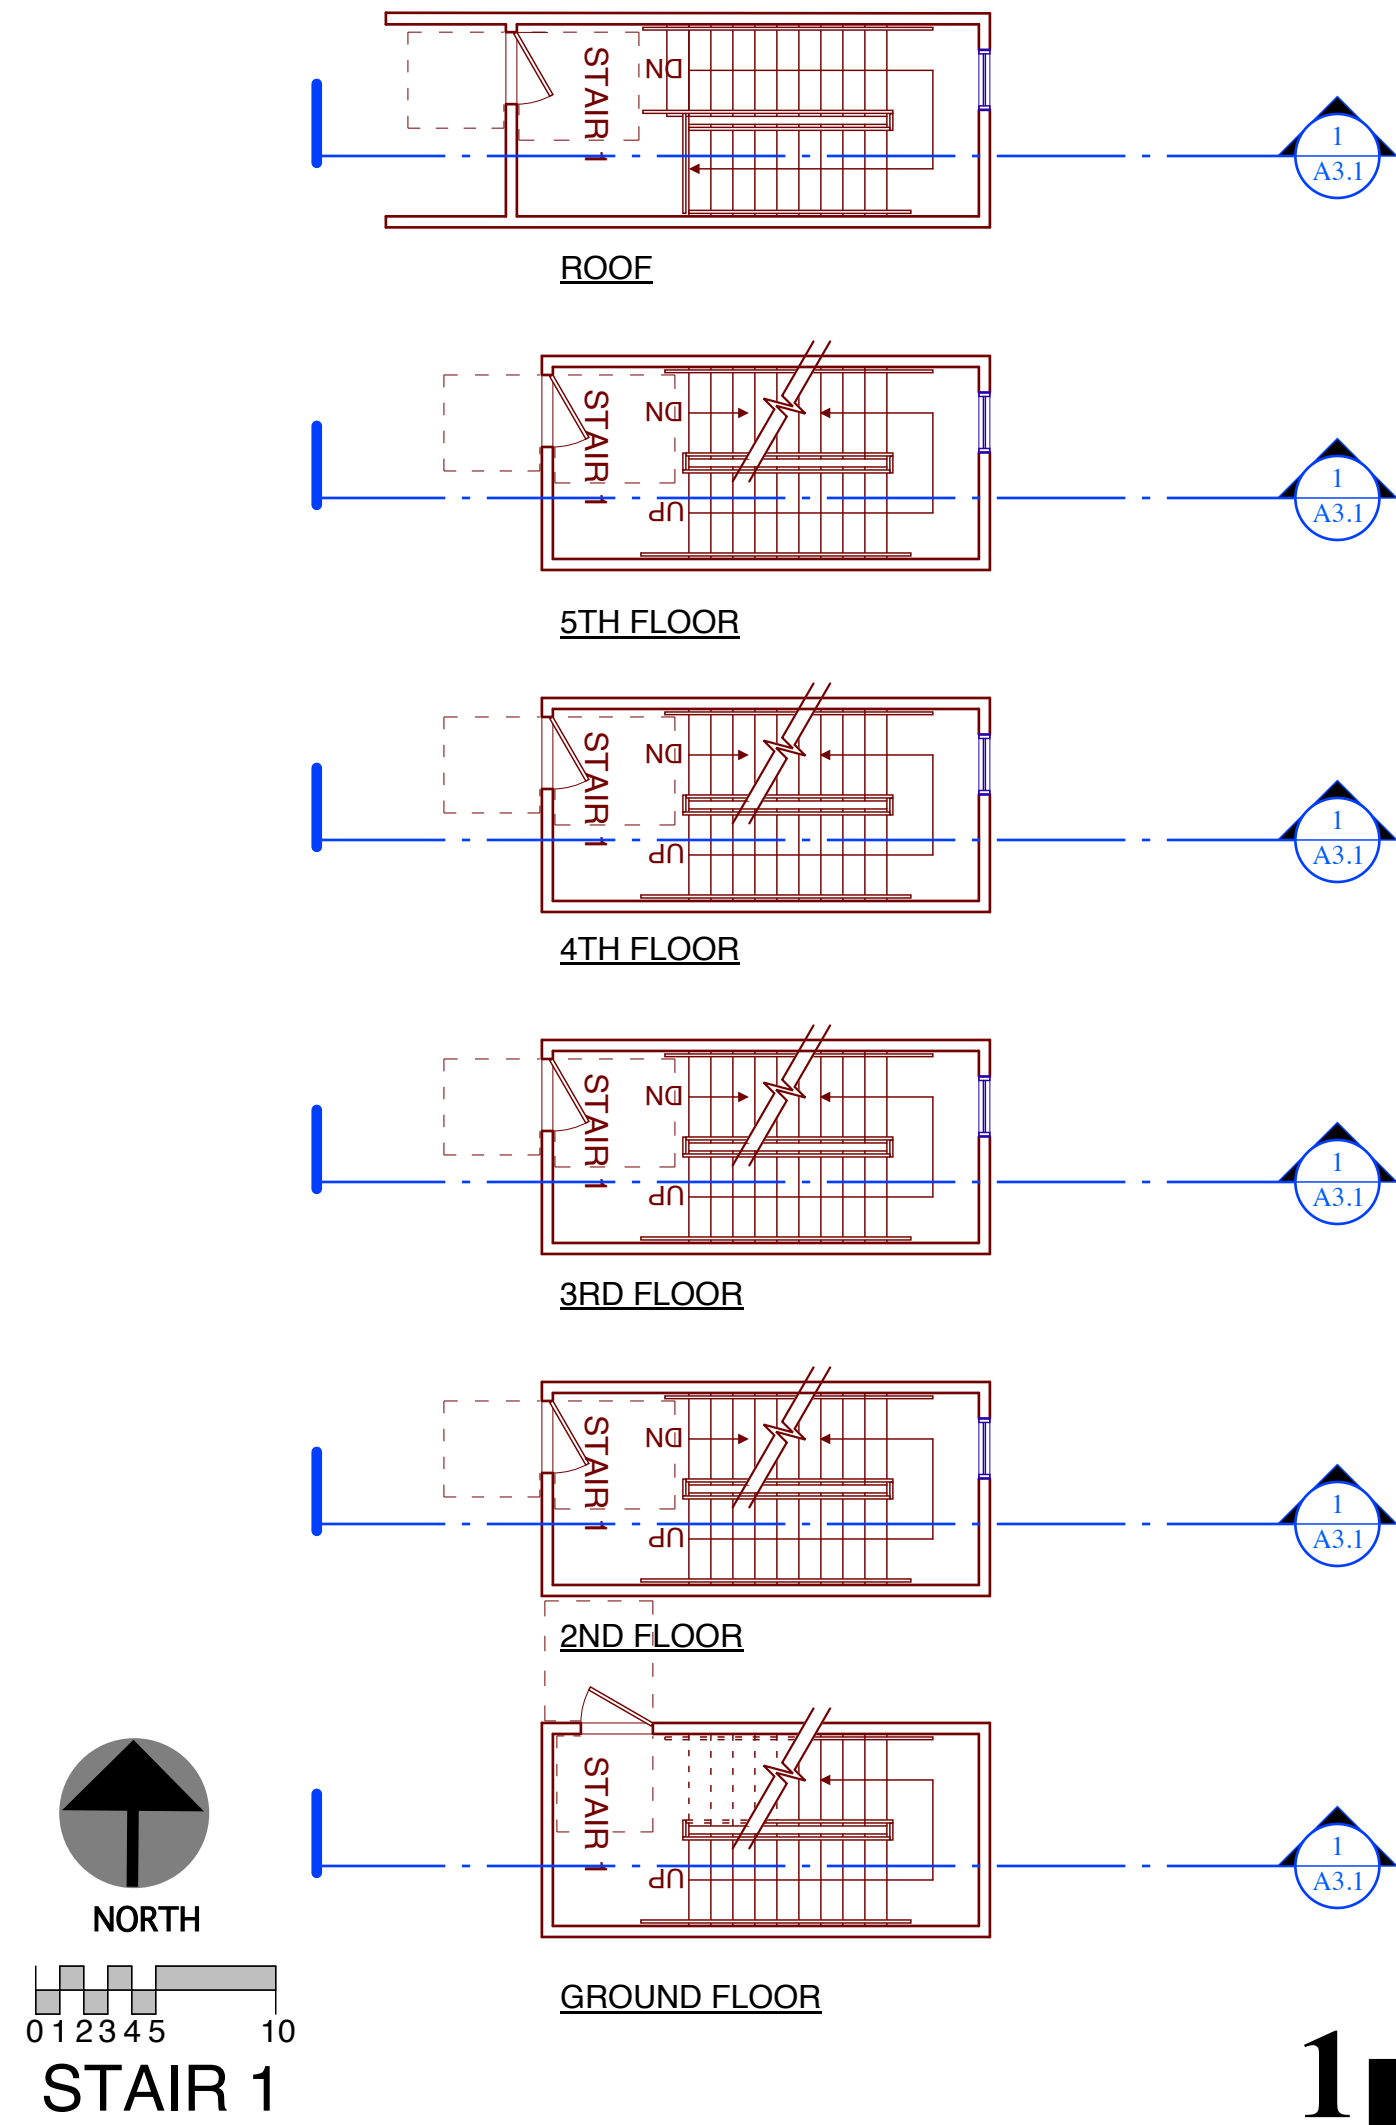 STAIR 1
DN
1
A3.1
ROOF
STAIR 1
DN
UP
1
A3.1
5TH FLOOR
STAIR 1
DN
UP
1
A3.1
4TH FLOOR
STAIR 1
DN
UP
1
A3.1
3RD FLOOR
STAIR 1
DN
UP
1
A3.1
2ND FLOOR
STAIR 1
UP
1
A3.1
GROUND FLOOR
NORTH
0 1 2 3 4 5 10
STAIR 1
1